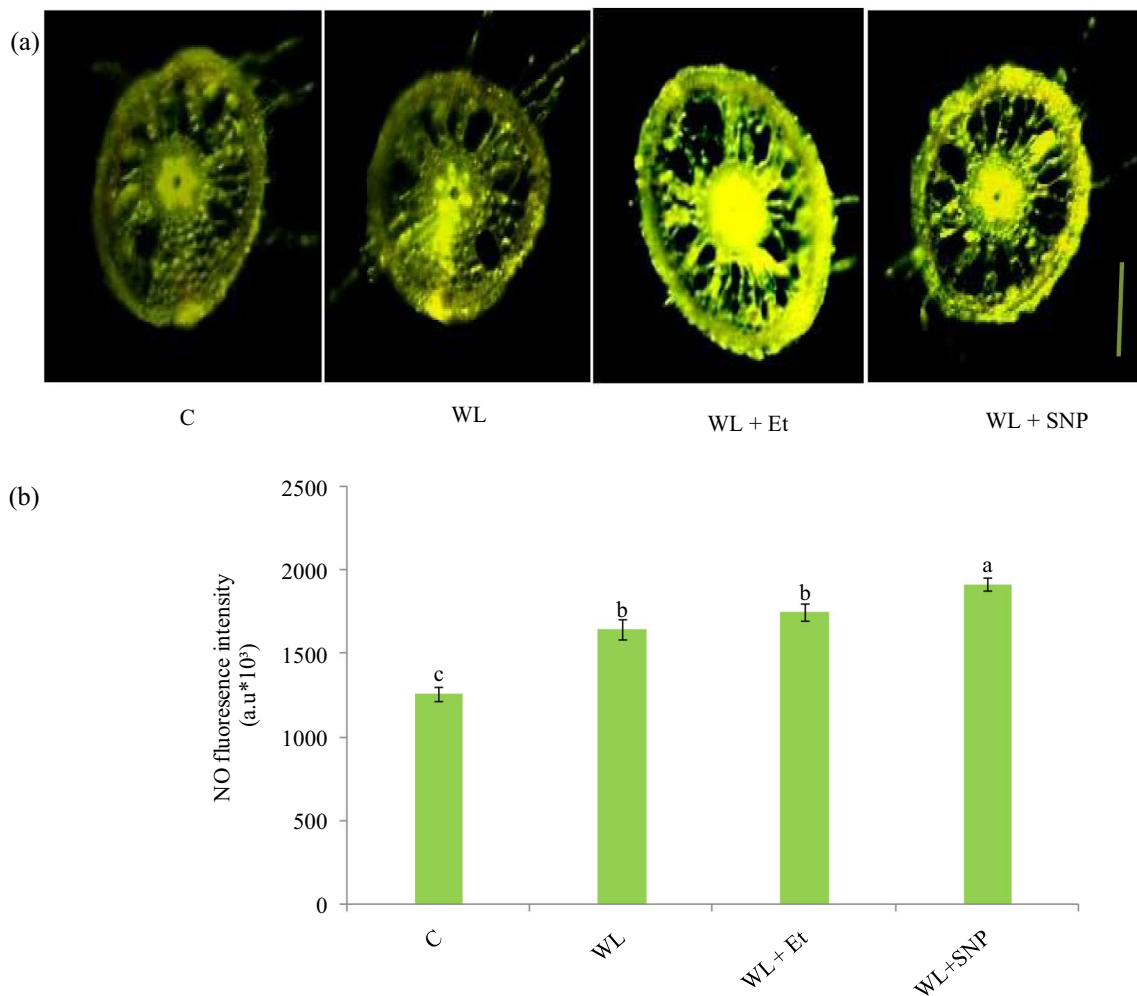 (a)
C
WL
WL + Et
WL + SNP
(b)
NO fluoresence intensity
(a.u*10³)
2500
2000
1500
1000
500
0
c
b
b
a
C
WL
WL + Et
WL+SNP